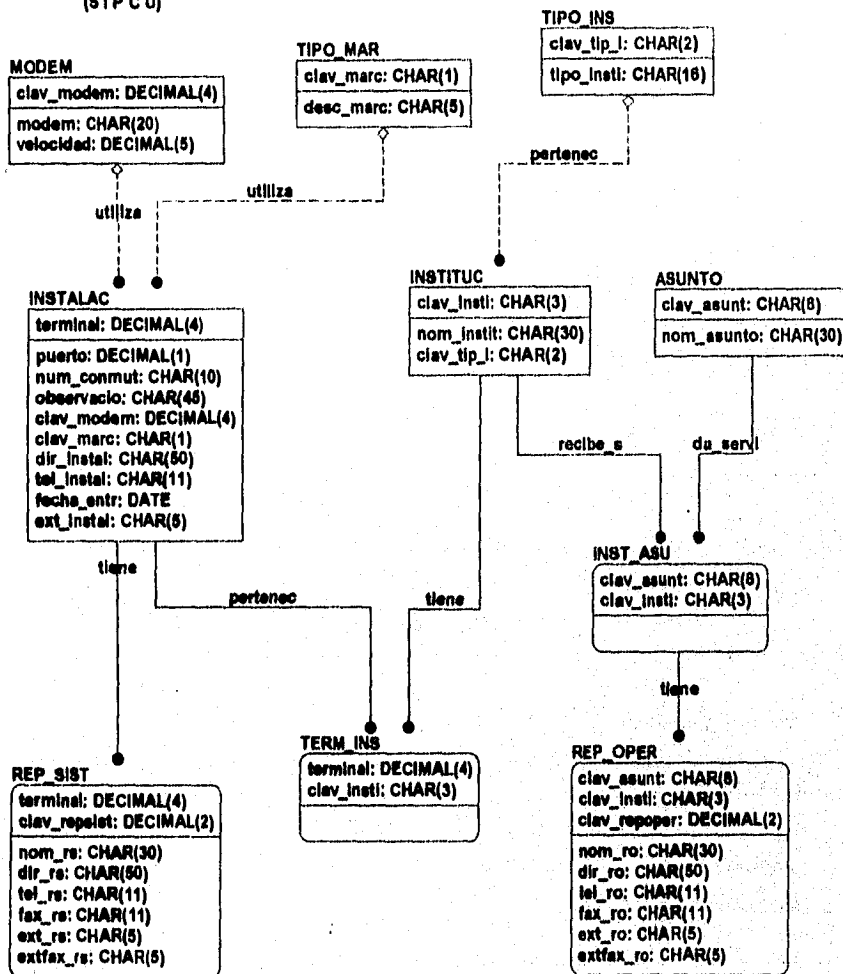 (S I P C U)
TIPO_INS
clav_tip_i: CHAR(2)
tipo_insti: CHAR(16)
TIPO_MAR
clav_marc: CHAR(1)
desc_marc: CHAR(5)
MODEM
clav_modem: DECIMAL(4)
modem: CHAR(20)
velocidad: DECIMAL(5)
pertenec
utiliza
utiliza
INSTALAC
terminal: DECIMAL(4)
puerto: DECIMAL(1)
num_conmut: CHAR(10)
observacio: CHAR(45)
clav_modem: DECIMAL(4)
clav_marc: CHAR(1)
dir_instal: CHAR(50)
tel_instal: CHAR(11)
fecha_entr: DATE
ext_instal: CHAR(5)
INSTITUC
clav_insti: CHAR(3)
nom_instit: CHAR(30)
clav_tip_i: CHAR(2)
ASUNTO
clav_asunt: CHAR(8)
nom_asunto: CHAR(30)
recibe_s
da_servi
tiene
pertenec
tiene
INST_ASU
clav_asunt: CHAR(8)
clav_insti: CHAR(3)
tiene
REP_SIST
terminal: DECIMAL(4)
clav_repsist: DECIMAL(2)
nom_rs: CHAR(30)
dir_rs: CHAR(50)
tel_rs: CHAR(11)
fax_rs: CHAR(11)
ext_rs: CHAR(5)
extfax_rs: CHAR(5)
TERM_INS
terminal: DECIMAL(4)
clav_insti: CHAR(3)
REP_OPER
clav_asunt: CHAR(8)
clav_insti: CHAR(3)
clav_repoper: DECIMAL(2)
nom_ro: CHAR(30)
dir_ro: CHAR(50)
tel_ro: CHAR(11)
fax_ro: CHAR(11)
ext_ro: CHAR(5)
extfax_ro: CHAR(5)